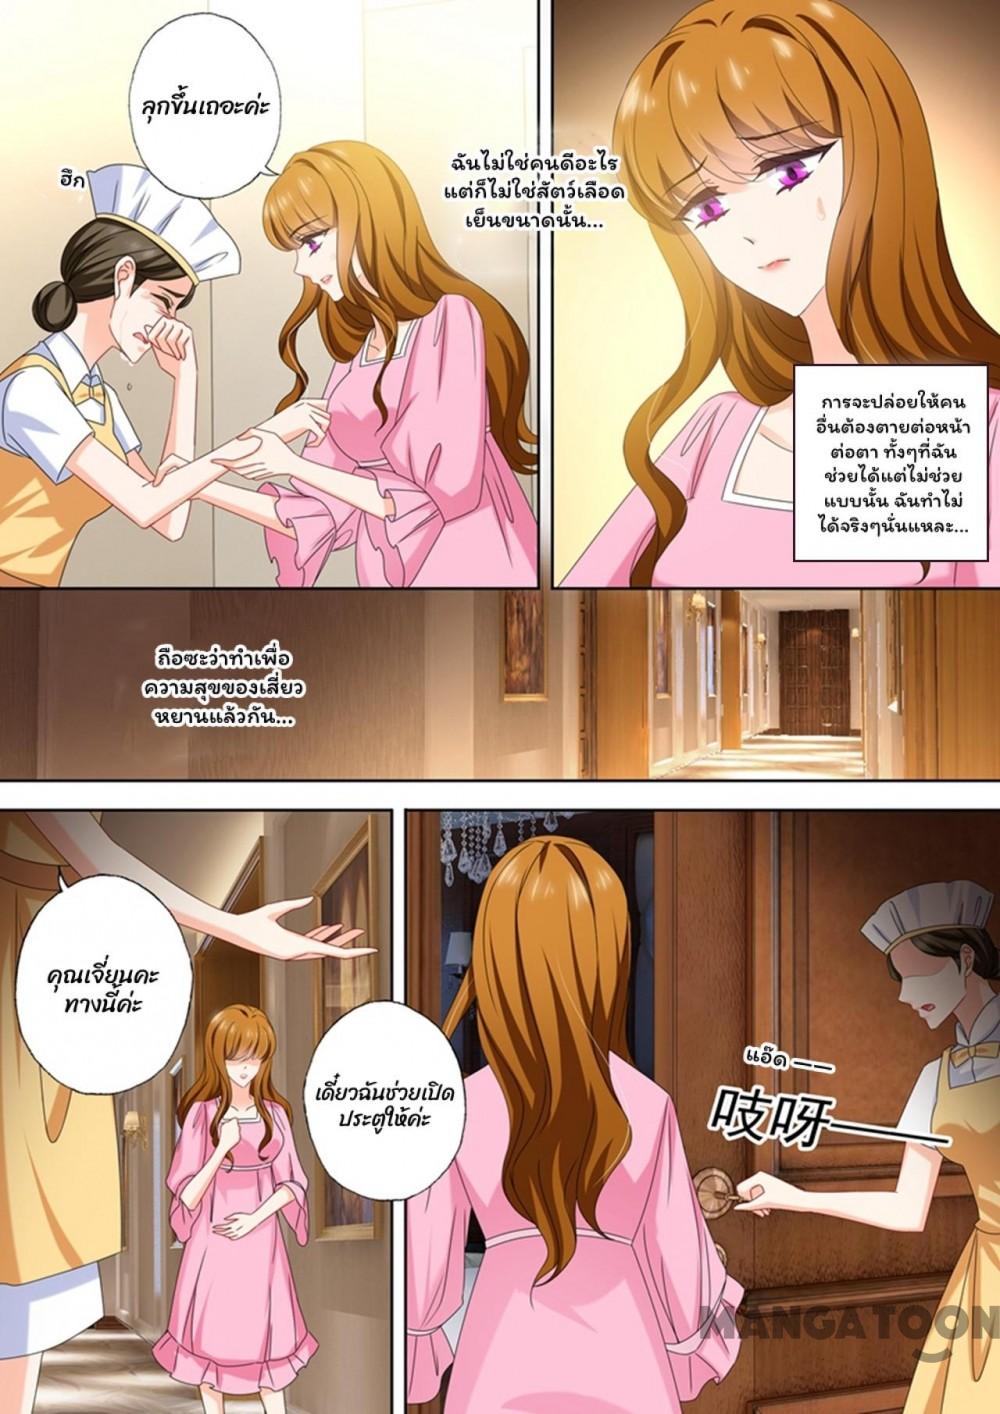 ลุกขึ้นเถอะค่ะ
ฮึก
ฉันไม่ใช่คนดีอะไร
แต่ก็ไม่ใช่สัตว์เลือด
เย็นขนาดนั้น...
การจะปล่อยให้คน
อื่นต้องตายต่อหน้า
ต่อตา ทั้งๆที่ฉัน
ช่วยได้แต่ไม่ช่วย
แบบนั้น ฉันทำไม่
ได้จริงๆนั่นแหละ...
ถือซะว่าทำเพื่อ
ความสุขของเสี่ยว
หยานแล้วกัน...
คุณเจี่ยนคะ
ทางนี้ค่ะ
เดี๋ยวฉันช่วยเปิด
ประตูให้ค่ะ
แอ๊ด ——
吱呀——
MANGATOON